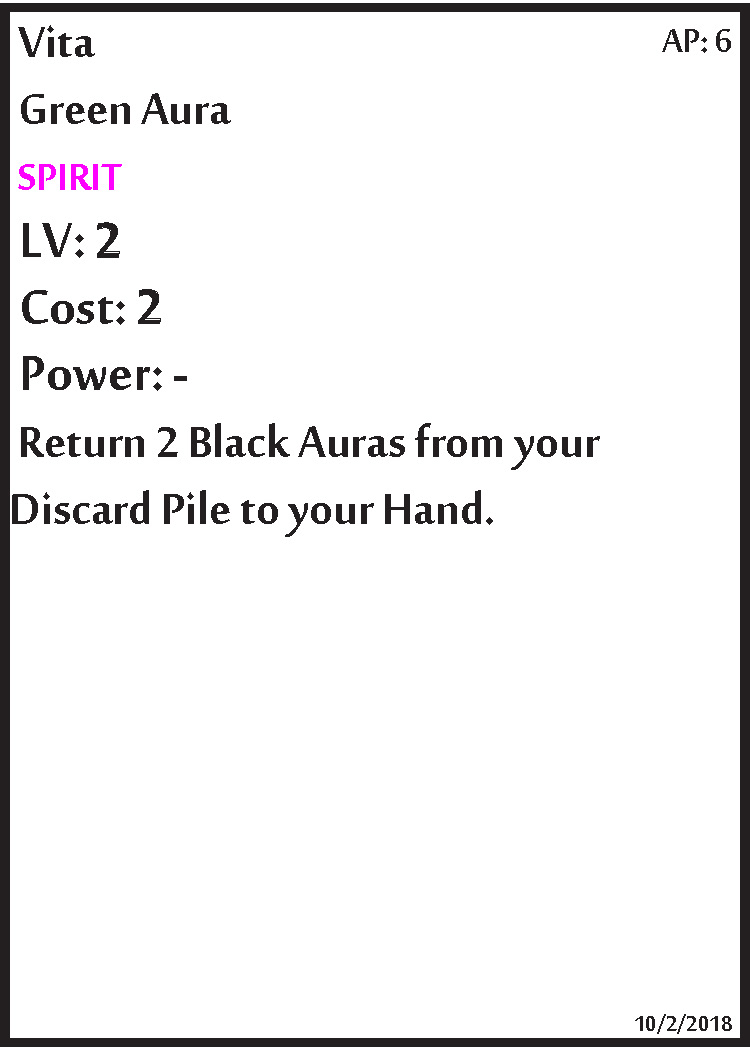 Vita
AP: 6
Green Aura
SPIRIT
LV: 2
Cost: 2
Power: -
Return 2 Black Auras from your
Discard Pile to your Hand.
10/2/2018